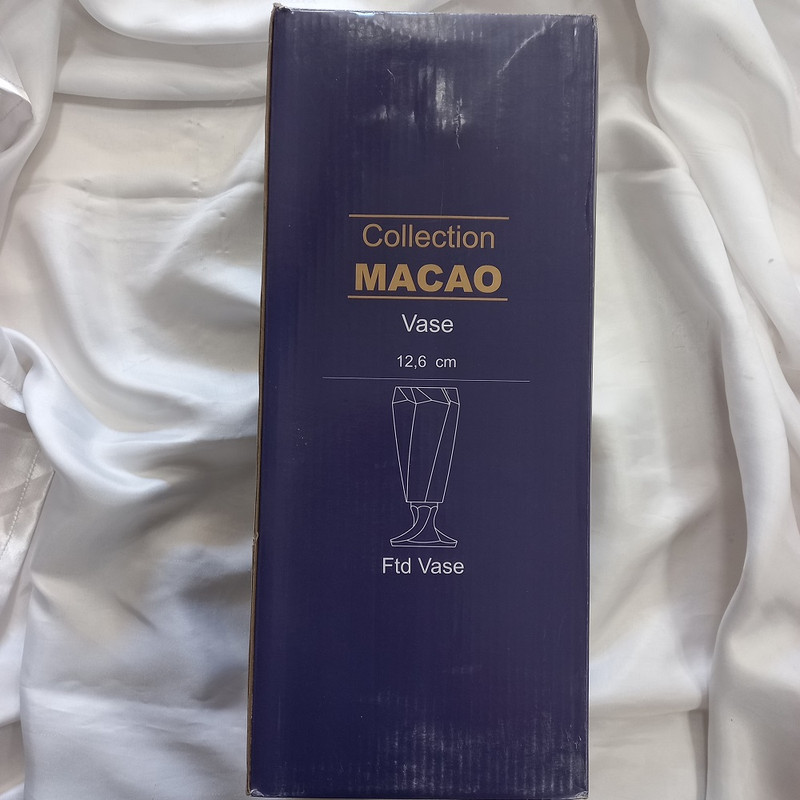 Collection
MACAO
Vase
12,6 cm
Ftd Vase